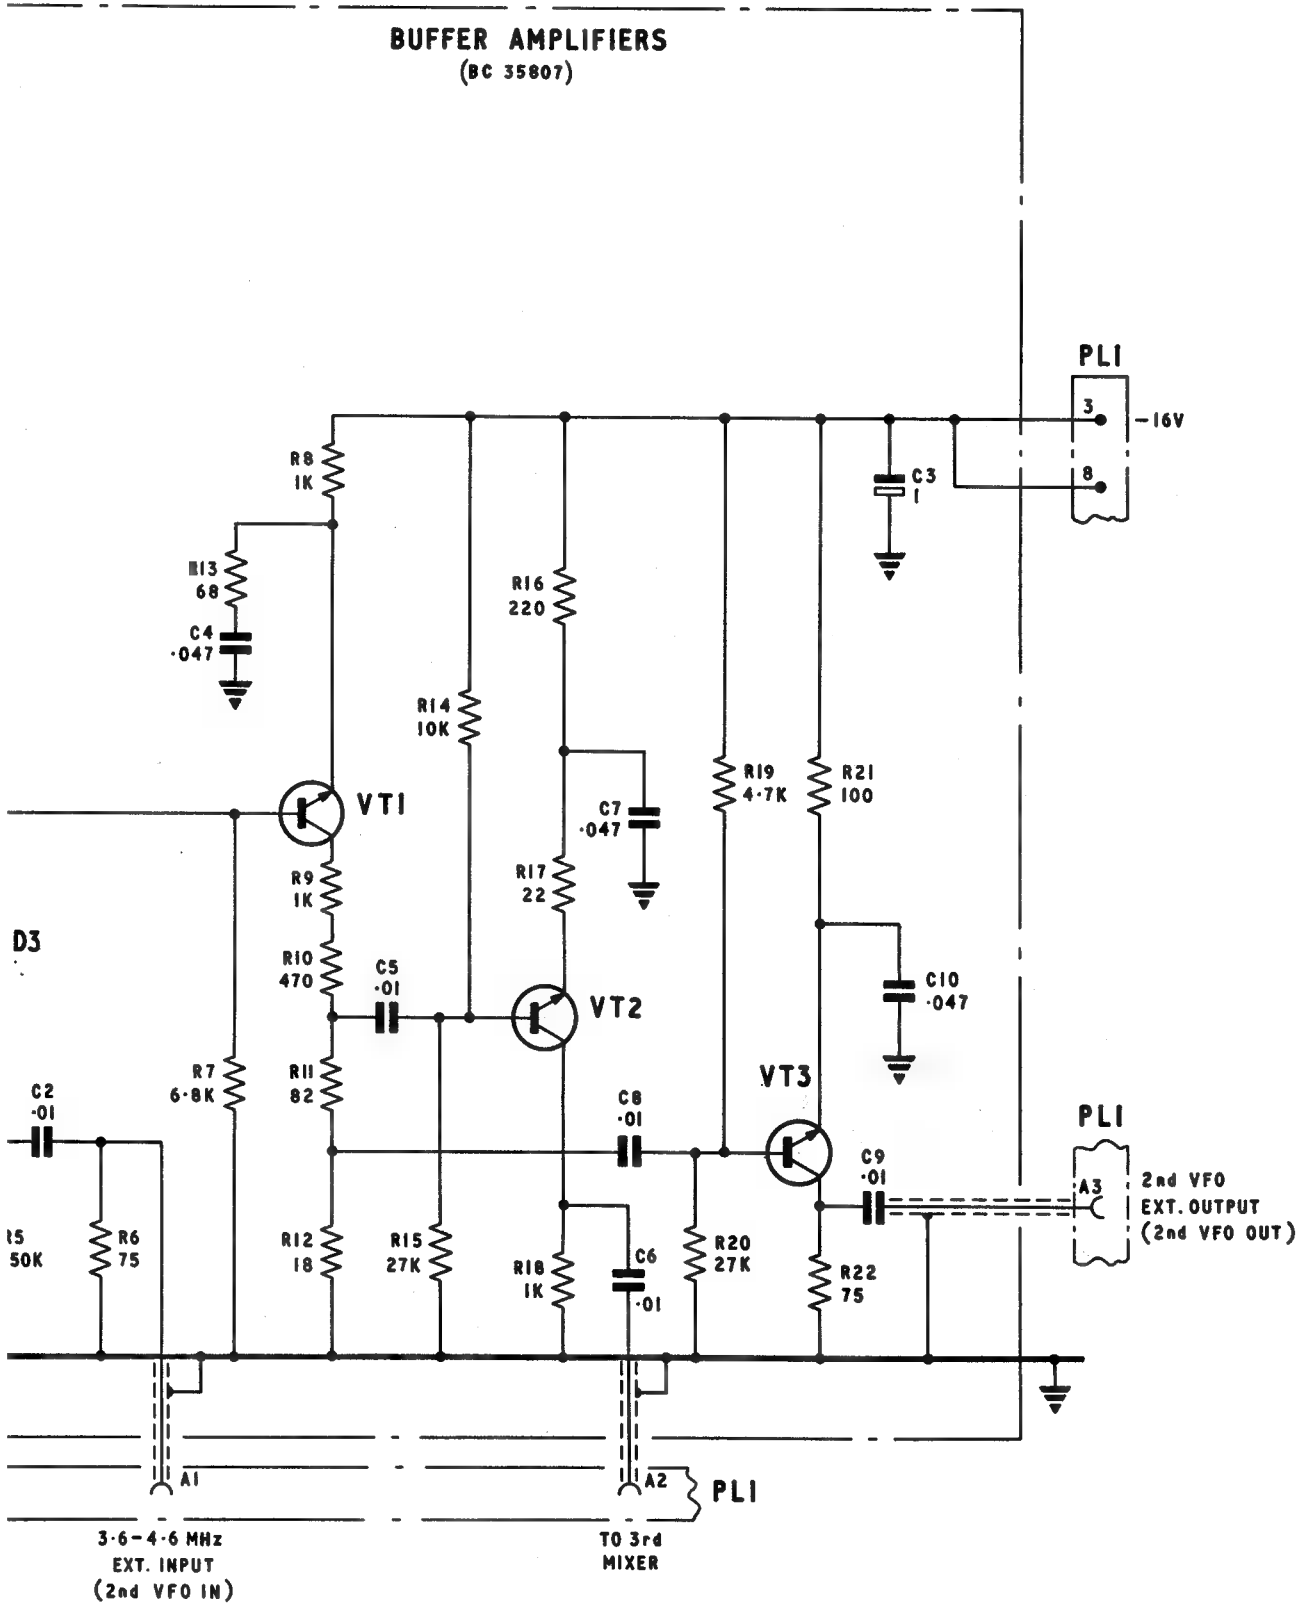 BUFFER AMPLIFIERS
(BC 35807)
PL1
3
-16V
8
R8
1K
C3
1
R13
68
C4
·047
R16
220
R14
10K
R19
4·7K
R21
100
VT1
C7
·047
R9
1K
R17
22
D3
R10
470
C5
·01
VT2
C10
·047
R7
6·8K
R11
82
VT3
C2
·01
C8
·01
PL1
C9
·01
A3
2nd VFO
EXT. OUTPUT
(2nd VFO OUT)
R5
50K
R6
75
R12
18
R15
27K
R18
1K
C6
·01
R20
27K
R22
75
A1
A2
PL1
3·6-4·6 MHz
EXT. INPUT
(2nd VFO IN)
TO 3rd
MIXER